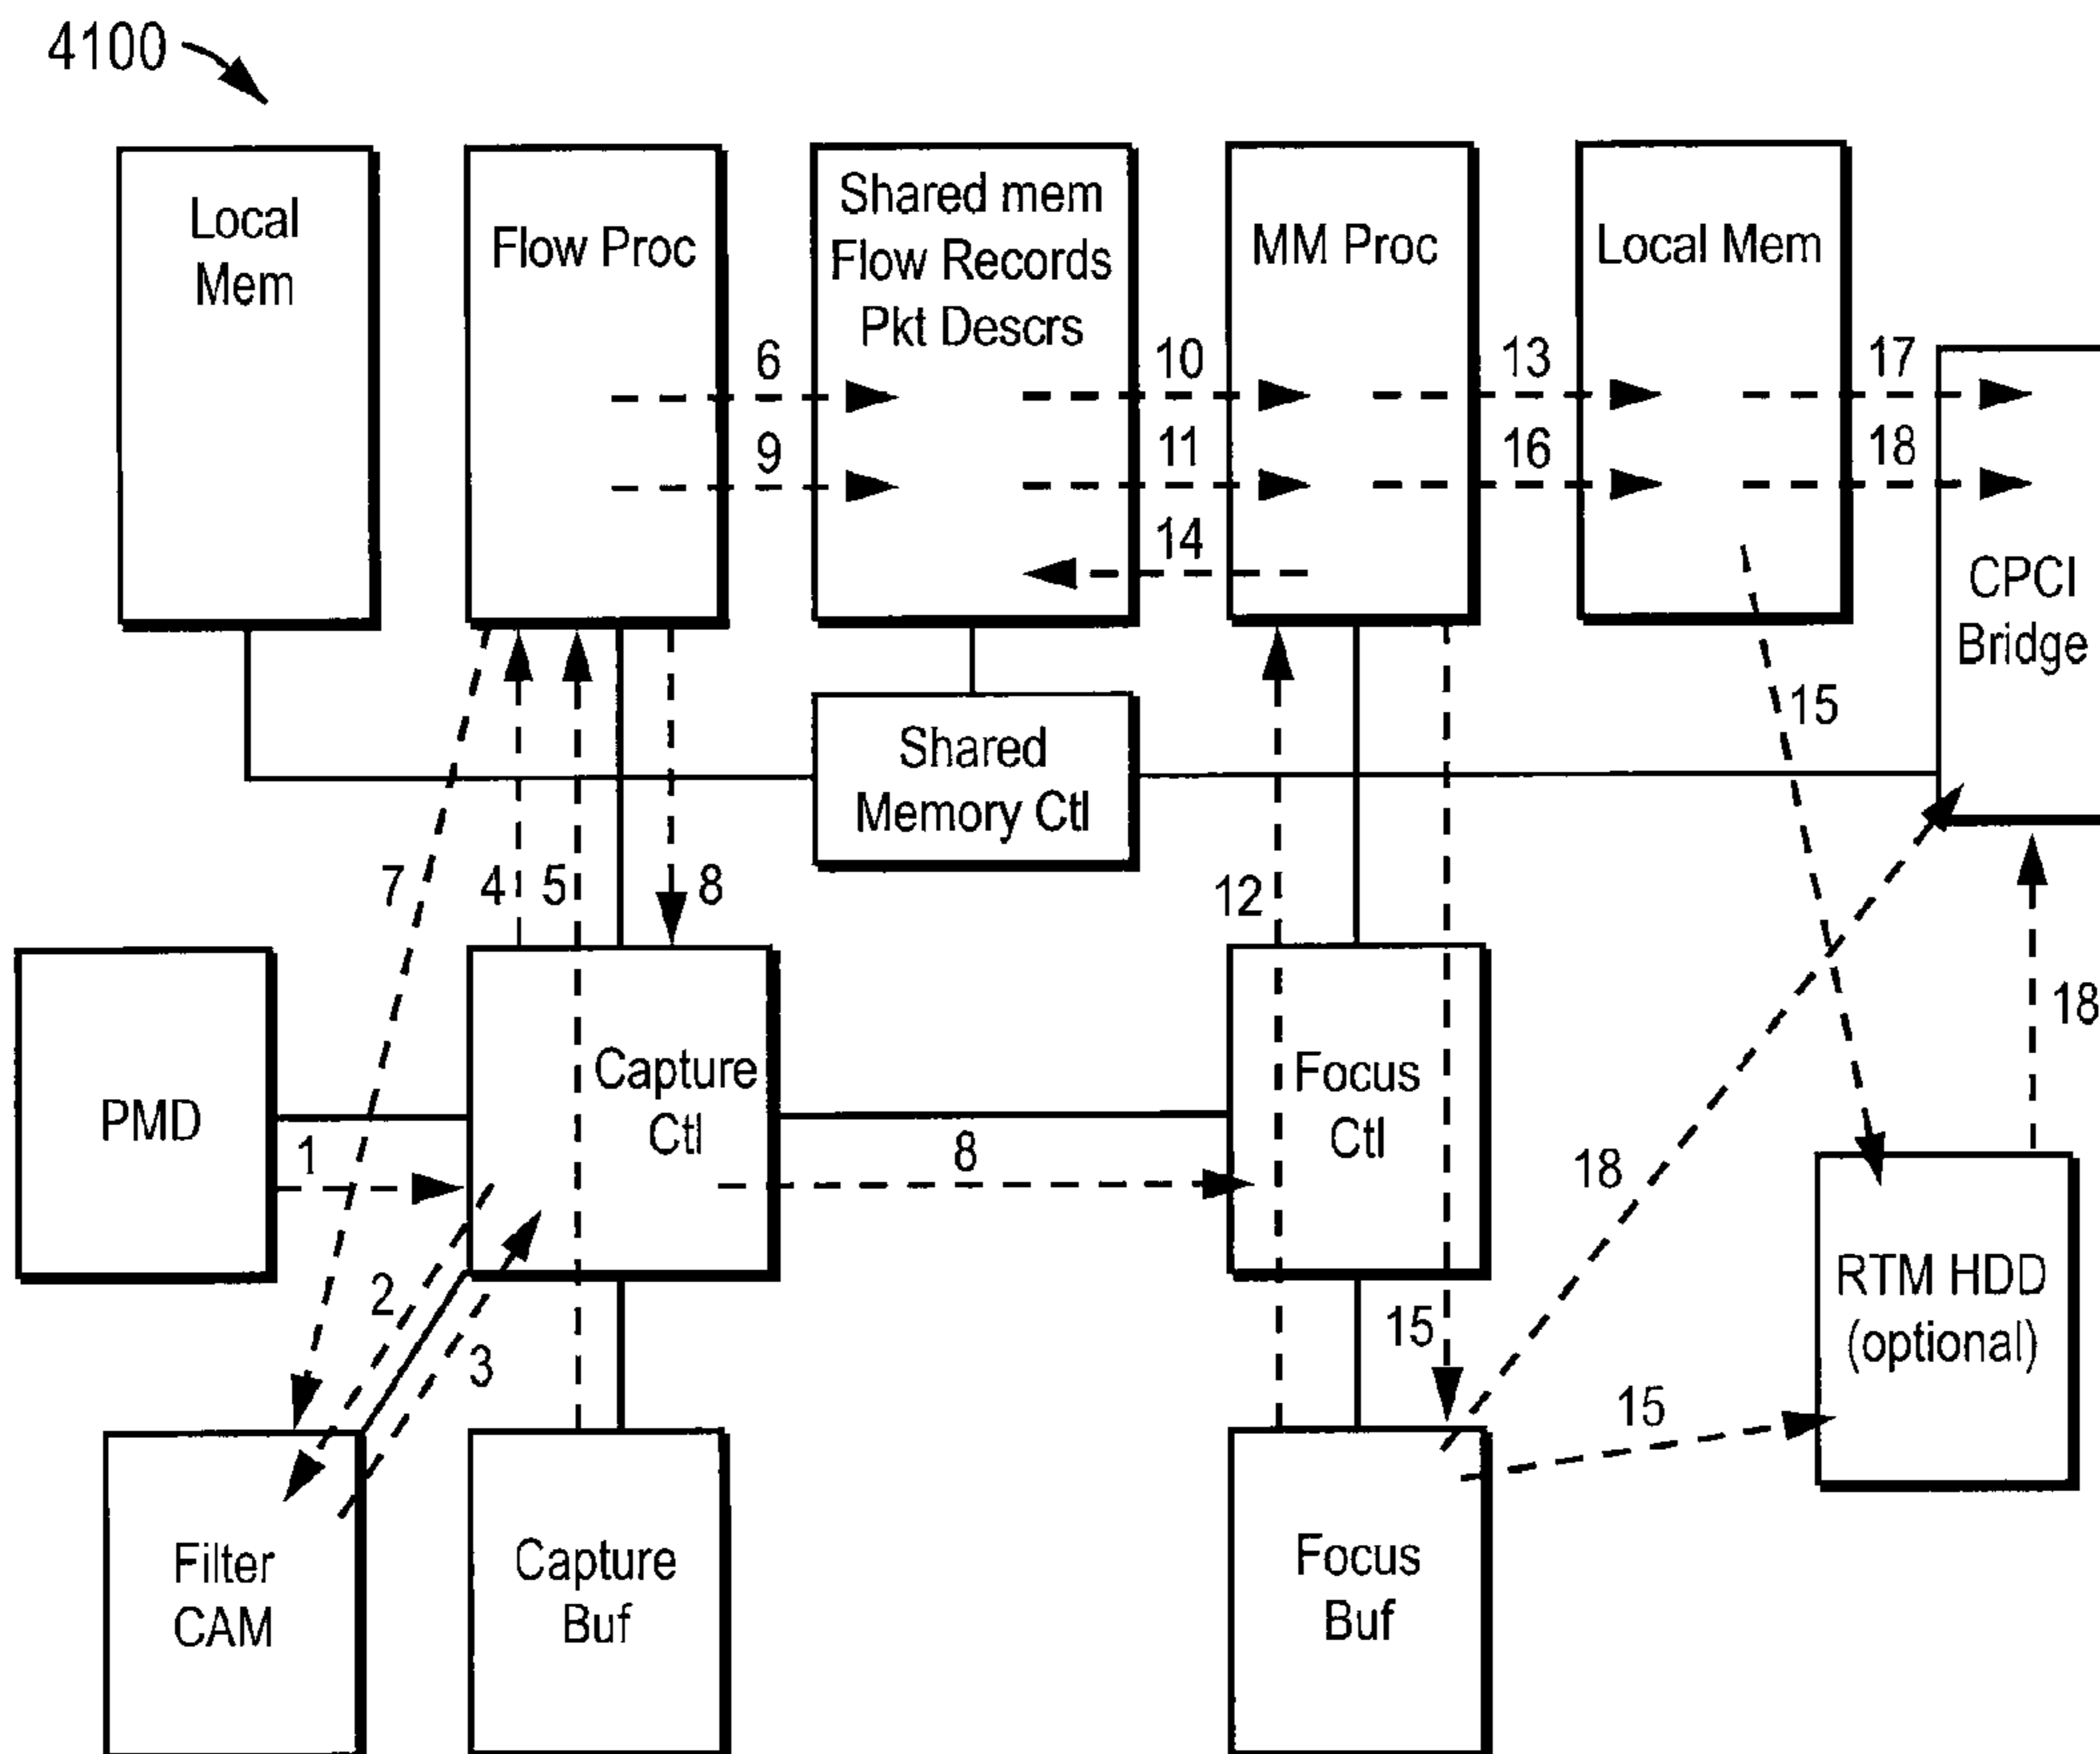 4100
Local
Mem
Flow Proc
Shared mem
Flow Records
Pkt Descrs
MM Proc
Local Mem
6
10
13
17
9
11
16
18
14
CPCI
Bridge
15
Shared
Memory Ctl
7
4
5
8
12
18
PMD
Capture
Ctl
Focus
Ctl
1
8
18
2
3
15
RTM HDD
(optional)
15
Filter
CAM
Capture
Buf
Focus
Buf